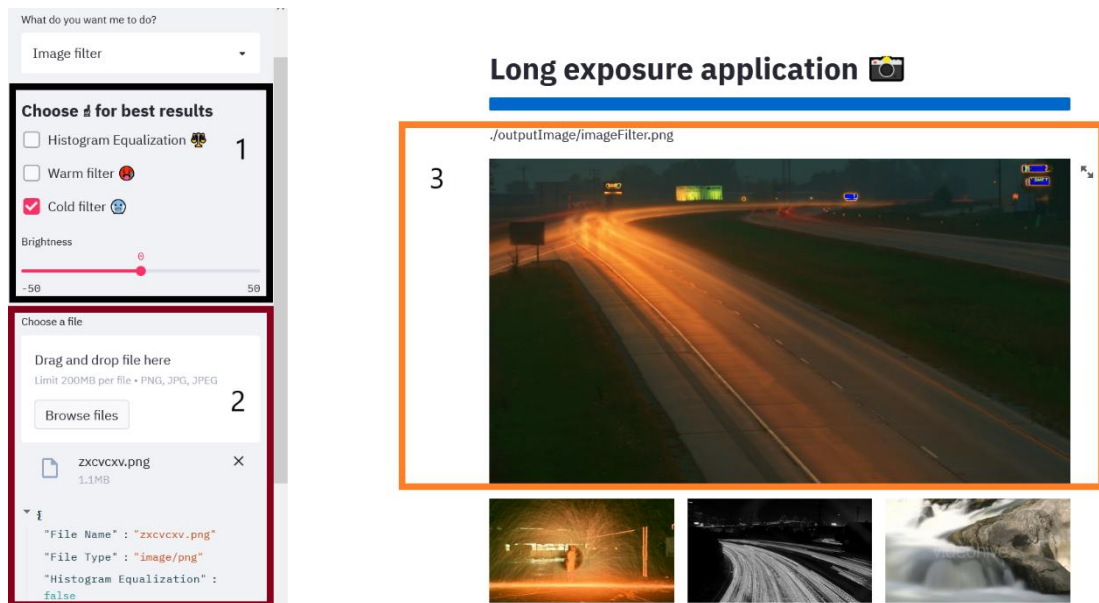 What do you want me to do?
Image filter
Choose ☝ for best results
Histogram Equalization ⚖
Warm filter 🥵
Cold filter 🥶
1
Brightness
0
-50 50
Choose a file
Drag and drop file here
Limit 200MB per file • PNG, JPG, JPEG
Browse files
2
zxcvcxv.png
1.1MB
{
"File Name" : "zxcvcxv.png"
"File Type" : "image/png"
"Histogram Equalization" :
false
Long exposure application 📸
./outputImage/imageFilter.png
3
videohive